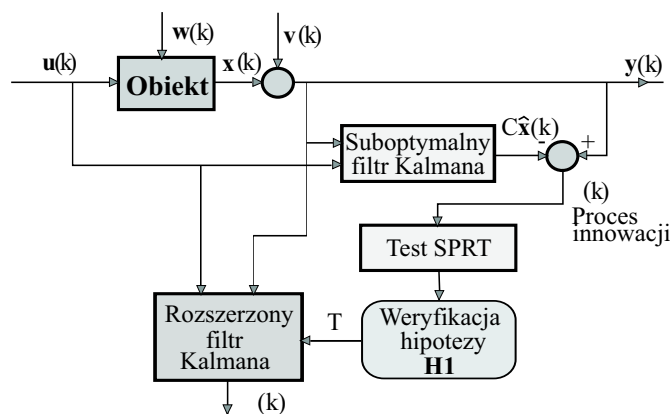 w(k)
v(k)
u(k)
x(k)
y(k)
Obiekt
Cx̂(k)
-
+
Suboptymalny
filtr Kalmana
(k)
Proces
innowacji
Test SPRT
Rozszerzony
filtr
Kalmana
T
Weryfikacja
hipotezy
H1
(k)